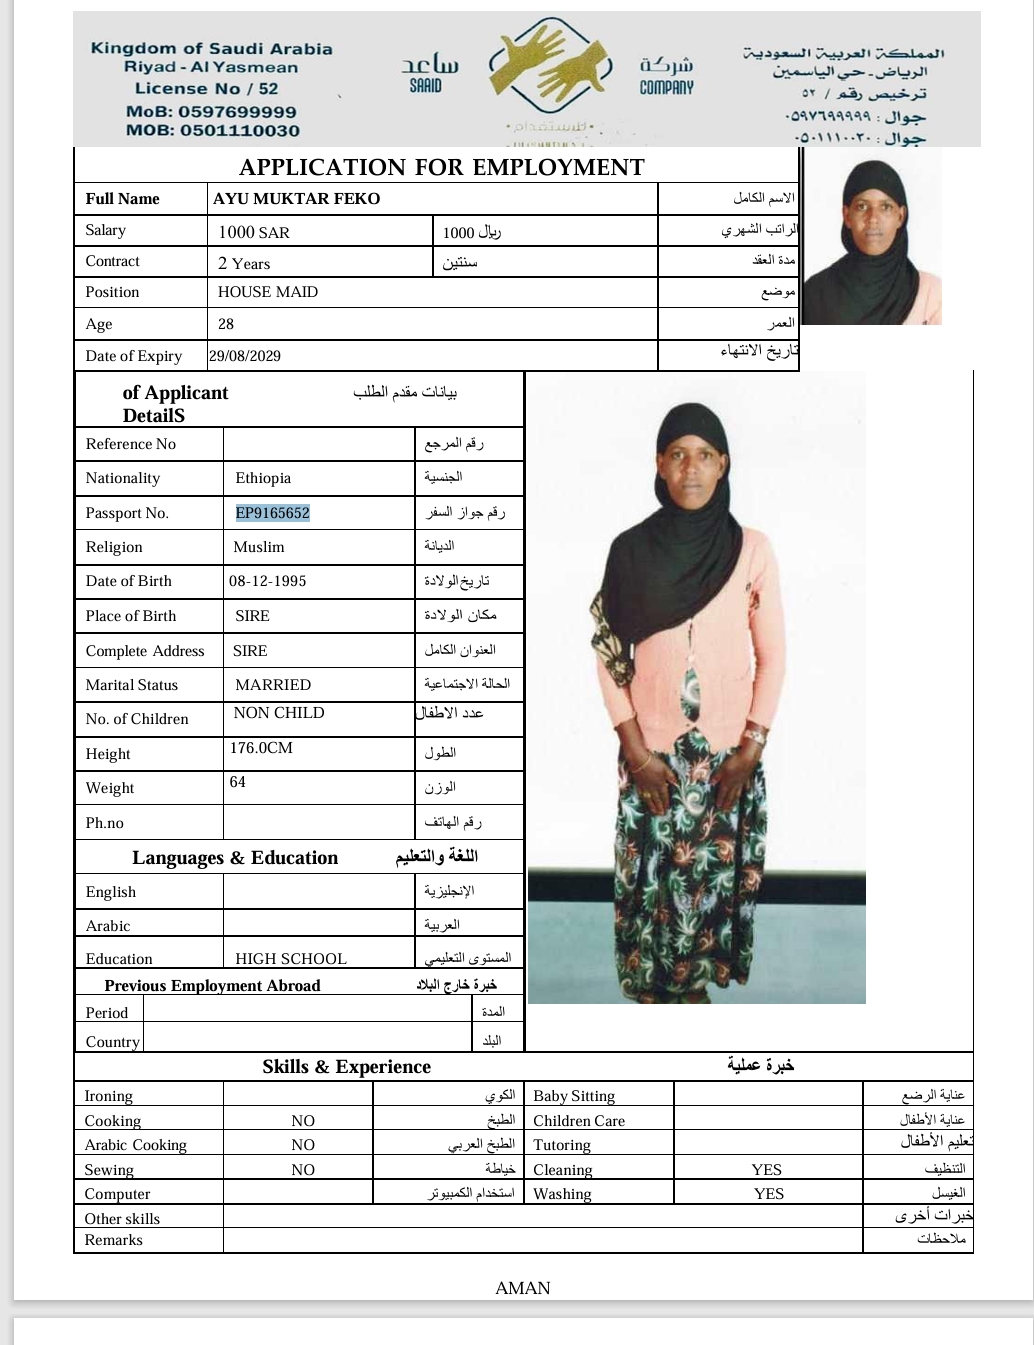 Kingdom of Saudi Arabia
Riyad - Al Yasmean
License No / 52
MoB: 0597699999
MOB: 0501110030
ساعد
SAAID
شركة
COMPANY
للاستقدام
المملكة العربية السعودية
الرياض - حي الياسمين
ترخيص رقم / ٥٢
جوال : ٠٥٩٧٦٩٩٩٩٩
جوال : ٠٥٠١١١٠٠٣٠
APPLICATION FOR EMPLOYMENT
Full Name AYU MUKTAR FEKO الاسم الكامل
Salary 1000 SAR 1000 ريال الراتب الشهري
Contract 2 Years سنتين مدة العقد
Position HOUSE MAID موضع
Age 28 العمر
Date of Expiry 29/08/2029 تاريخ الانتهاء
of Applicant بيانات مقدم الطلب
DetailS
Reference No رقم المرجع
Nationality Ethiopia الجنسية
Passport No. EP9165652 رقم جواز السفر
Religion Muslim الديانة
Date of Birth 08-12-1995 تاريخ الولادة
Place of Birth SIRE مكان الولادة
Complete Address SIRE العنوان الكامل
Marital Status MARRIED الحالة الاجتماعية
No. of Children NON CHILD عدد الاطفال
Height 176.0CM الطول
Weight 64 الوزن
Ph.no رقم الهاتف
Languages & Education اللغة والتعليم
English الإنجليزية
Arabic العربية
Education HIGH SCHOOL المستوى التعليمي
Previous Employment Abroad خبرة خارج البلاد
Period المدة
Country البلد
Skills & Experience خبرة عملية
Ironing الكوي Baby Sitting عناية الرضع
Cooking NO الطبخ Children Care عناية الأطفال
Arabic Cooking NO الطبخ العربي Tutoring تعليم الأطفال
Sewing NO خياطة Cleaning YES التنظيف
Computer استخدام الكمبيوتر Washing YES الغيسل
Other skills خبرات أخرى
Remarks ملاحظات
AMAN